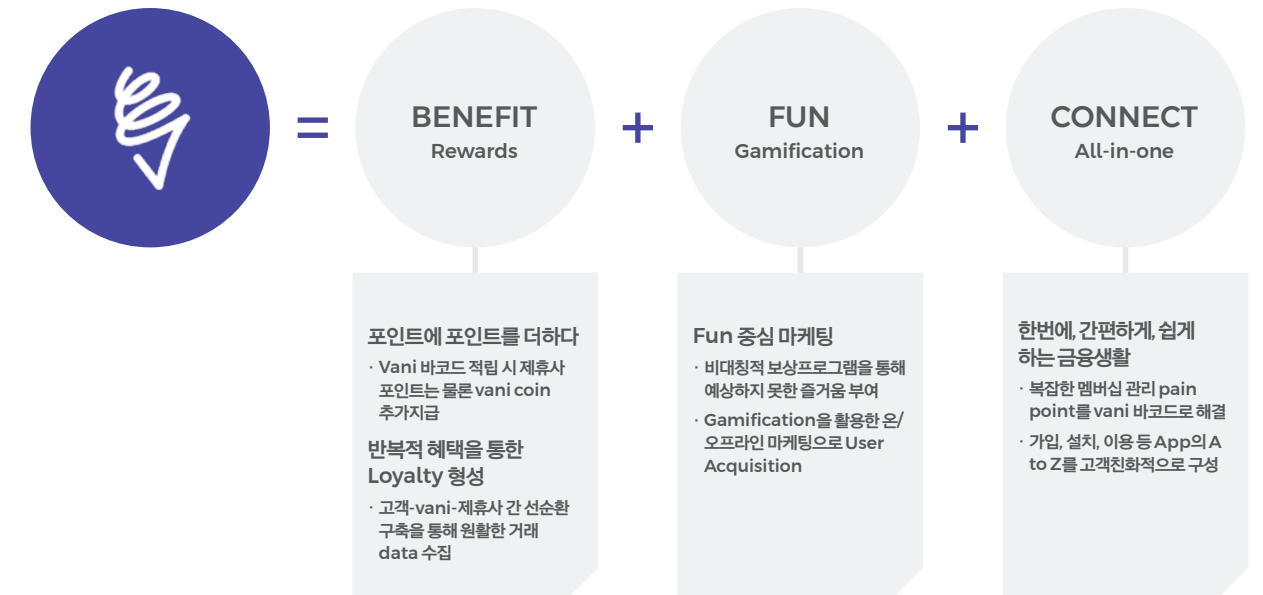 =
BENEFIT
Rewards
+
FUN
Gamification
+
CONNECT
All-in-one
포인트에 포인트를 더하다
· Vani 바코드 적립 시 제휴사
포인트는 물론 vani coin
추가지급
반복적 혜택을 통한
Loyalty 형성
· 고객-vani-제휴사 간 선순환
구축을 통해 원활한 거래
data 수집
Fun 중심 마케팅
· 비대칭적 보상프로그램을 통해
예상하지 못한 즐거움 부여
· Gamification을 활용한 온/
오프라인 마케팅으로 User
Acquisition
한번에, 간편하게, 쉽게
하는 금융생활
· 복잡한 멤버십 관리 pain
point를 vani 바코드로 해결
· 가입, 설치, 이용 등 App의 A
to Z를 고객친화적으로 구성